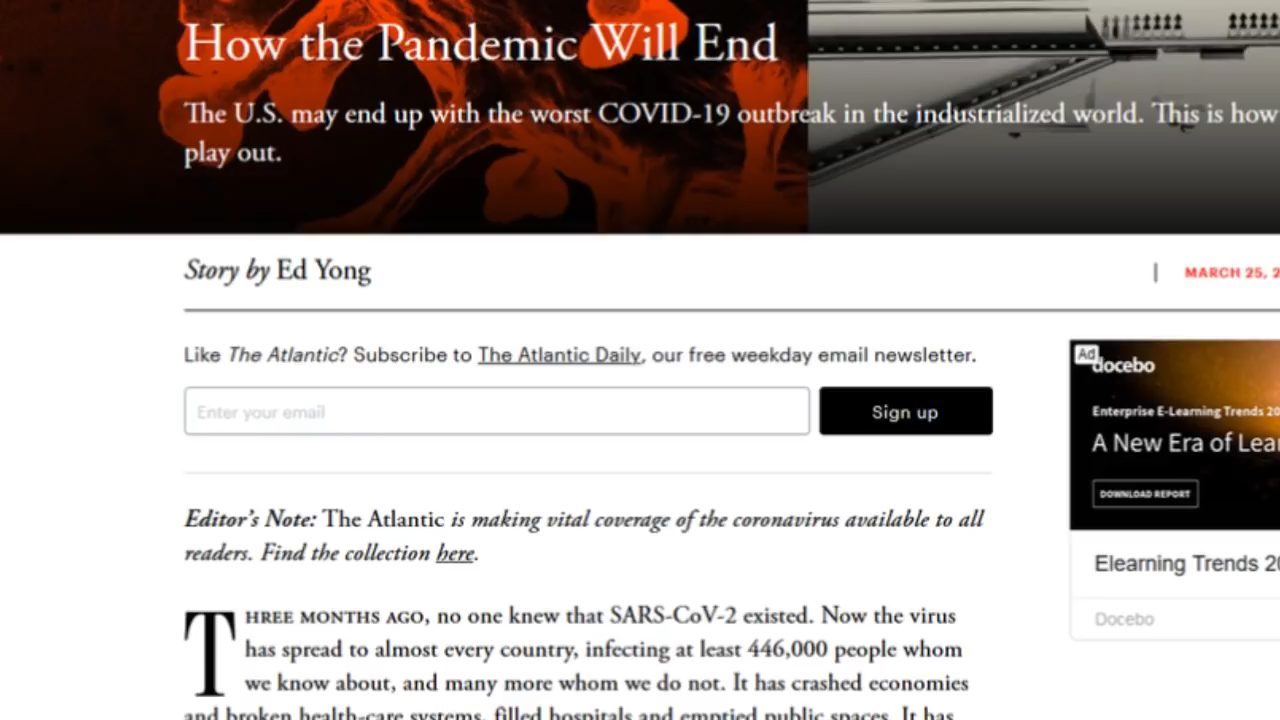 How the Pandemic Will End
The U.S. may end up with the worst COVID-19 outbreak in the industrialized world. This is how
play out.
Story by Ed Yong
| MARCH 25, 2
Like The Atlantic? Subscribe to The Atlantic Daily, our free weekday email newsletter.
Enter your email
Sign up
Editor's Note: The Atlantic is making vital coverage of the coronavirus available to all
readers. Find the collection here.
THREE MONTHS AGO, no one knew that SARS-CoV-2 existed. Now the virus
has spread to almost every country, infecting at least 446,000 people whom
we know about, and many more whom we do not. It has crashed economies
and broken health-care systems, filled hospitals and emptied public spaces. It has
Ad
docebo
Enterprise E-Learning Trends 20
A New Era of Lear
DOWNLOAD REPORT
Elearning Trends 20
Docebo